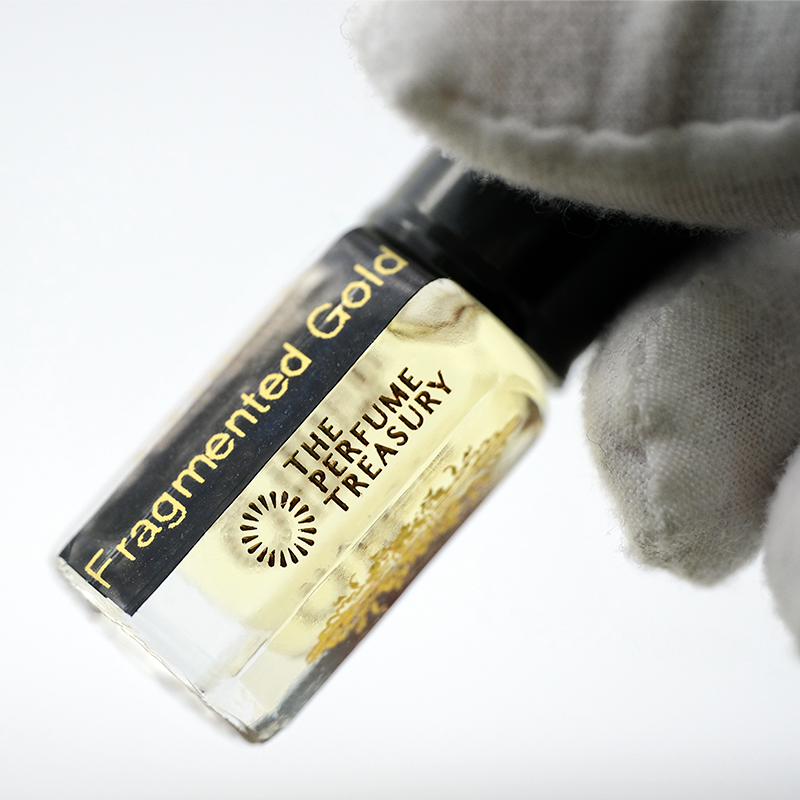 Fragmented Gold
THE
PERFUME
TREASURY